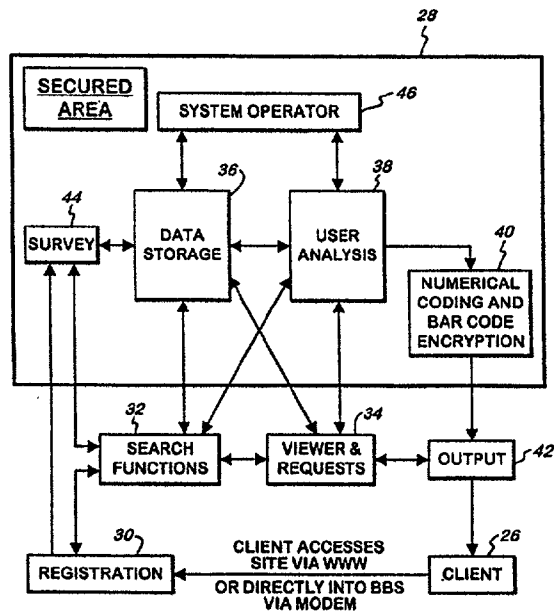 28
SECURED
AREA
SYSTEM OPERATOR
46
36
38
44
SURVEY
DATA
STORAGE
USER
ANALYSIS
40
NUMERICAL
CODING AND
BAR CODE
ENCRYPTION
32
SEARCH
FUNCTIONS
34
VIEWER &
REQUESTS
OUTPUT
42
30
REGISTRATION
CLIENT ACCESSES
SITE VIA WWW
OR DIRECTLY INTO BBS
VIA MODEM
26
CLIENT